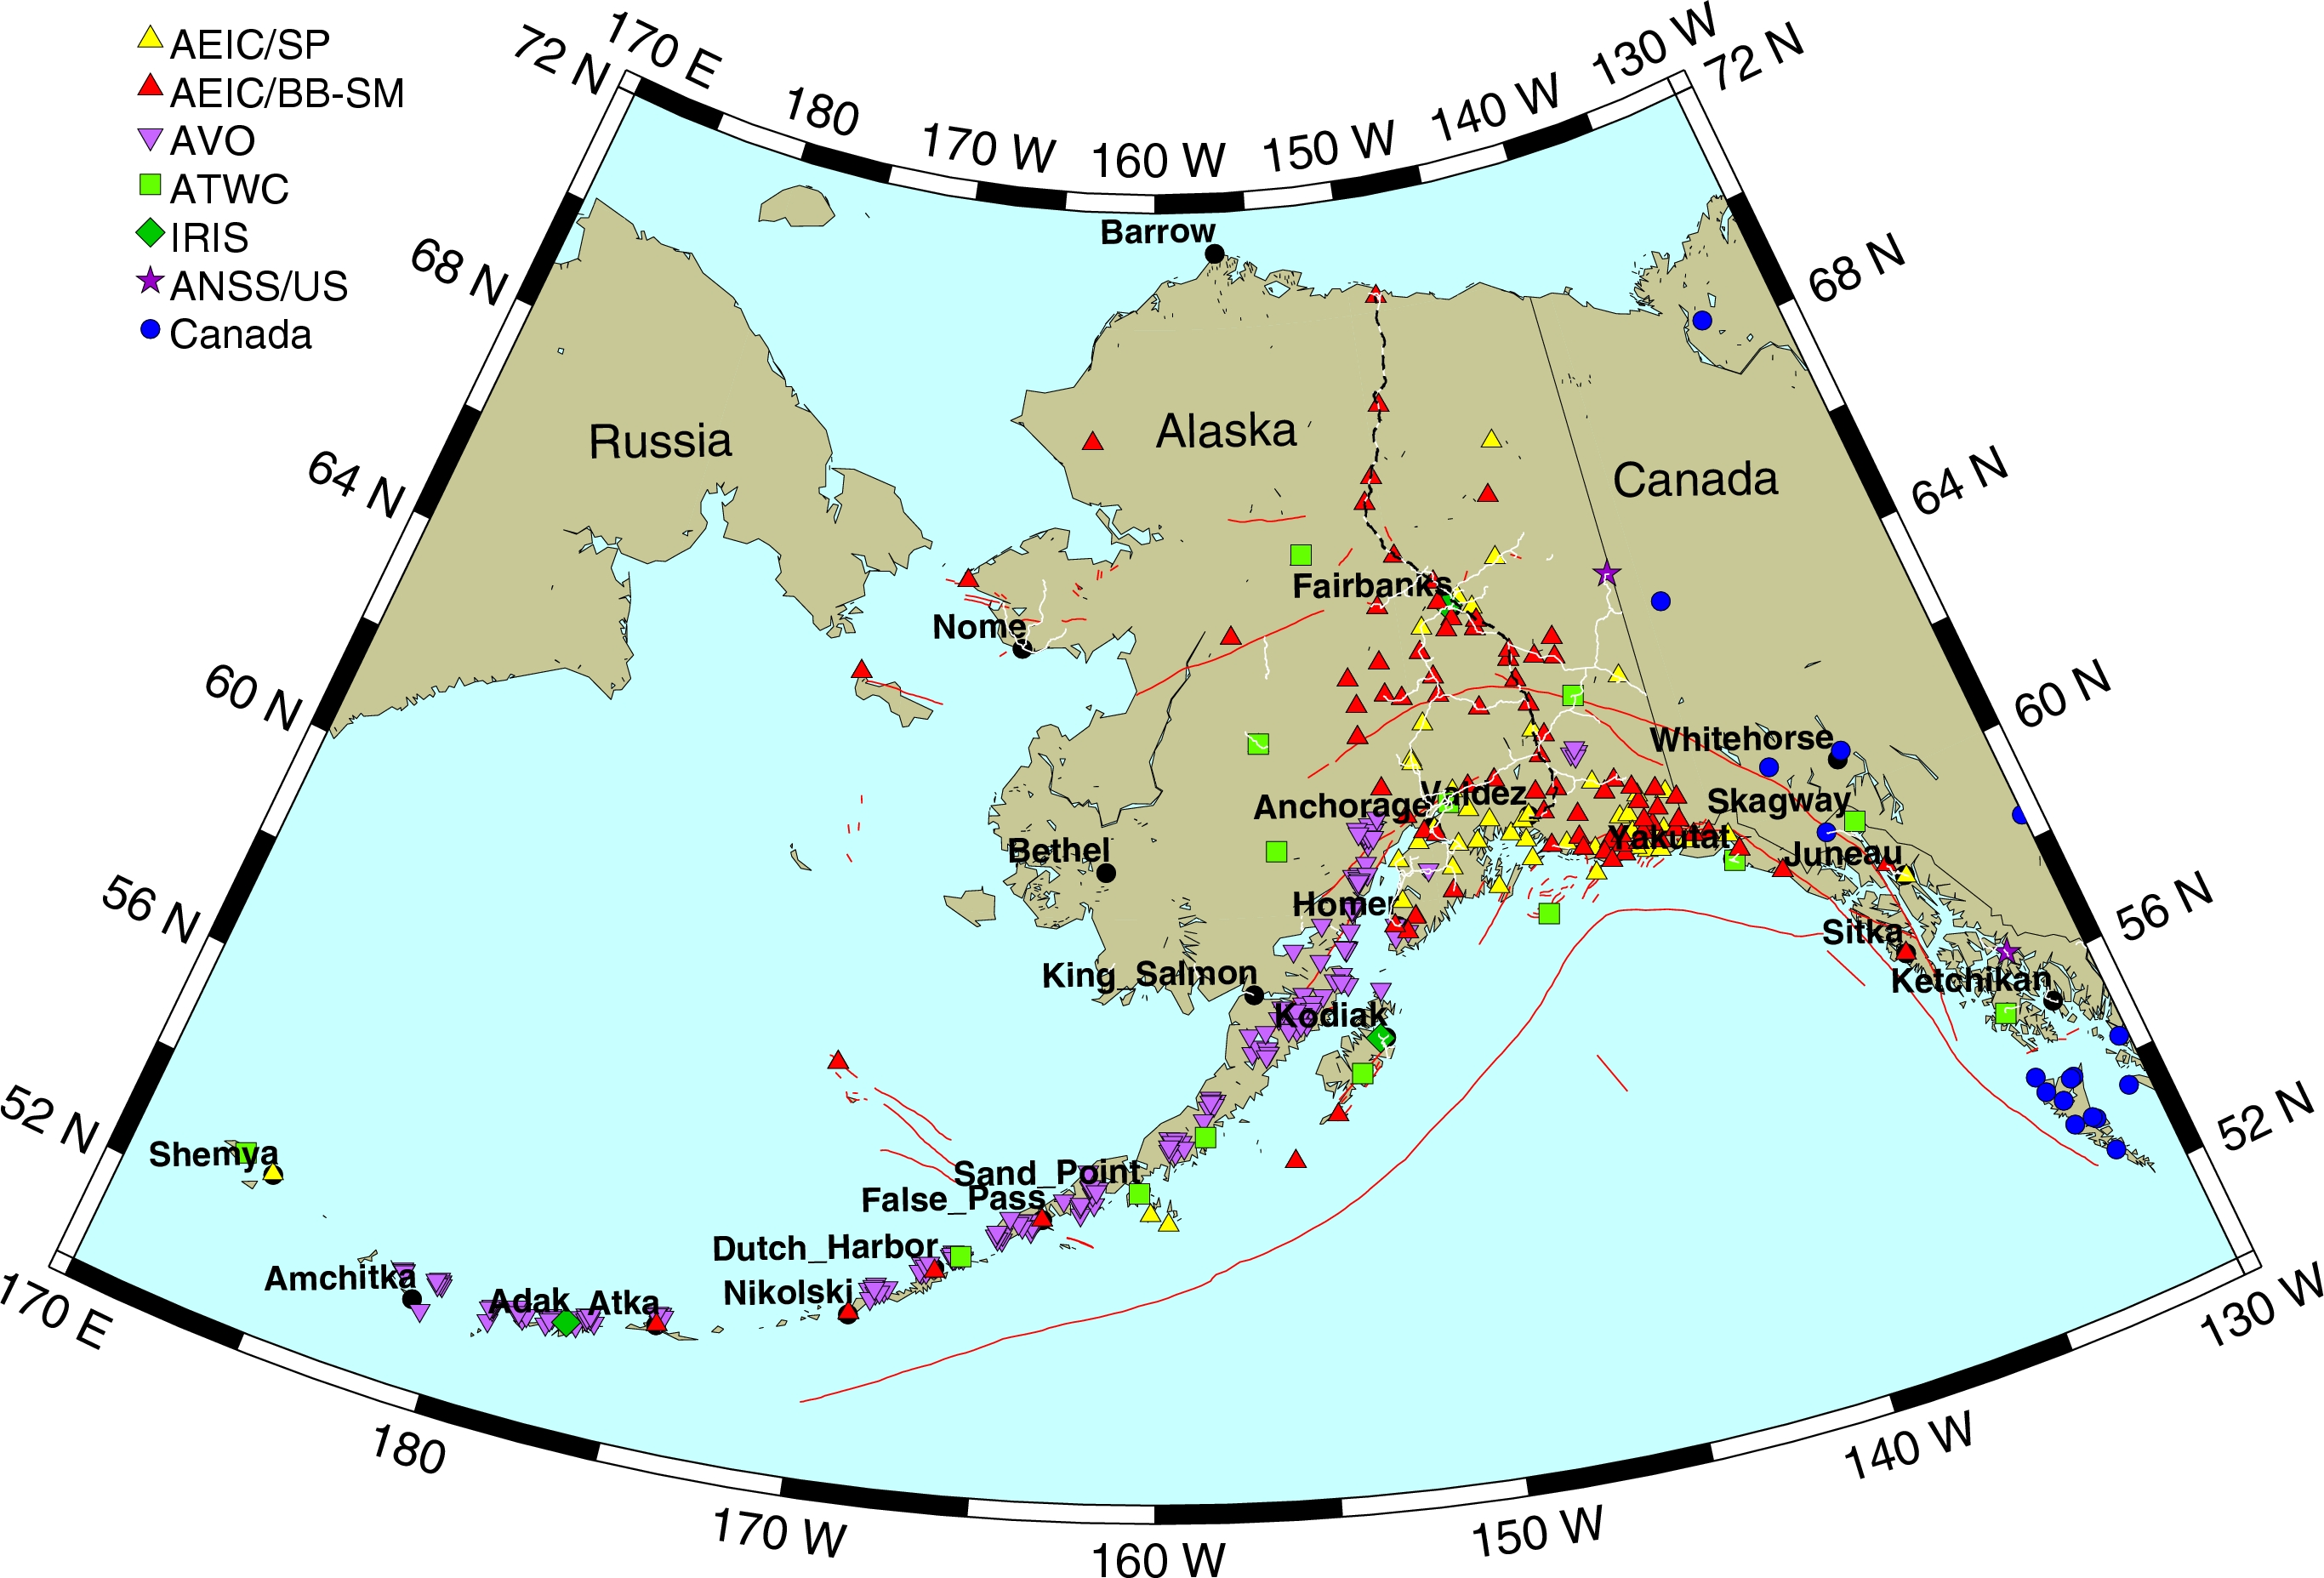 AEIC/SP
AEIC/BB-SM
AVO
ATWC
IRIS
ANSS/US
Canada
72 N
170 E
180
170 W
160 W
150 W
140 W
130 W
72 N
68 N
68 N
64 N
64 N
60 N
60 N
56 N
56 N
52 N
52 N
Barrow
Russia
Alaska
Canada
Fairbanks
Nome
Whitehorse
Anchorage
Valdez
Skagway
Yakutat
Bethel
Juneau
Homer
Sitka
King_Salmon
Ketchikan
Kodiak
Shemya
Sand_Point
False_Pass
Dutch_Harbor
Amchitka
Nikolski
Adak
Atka
170 E
180
170 W
160 W
150 W
140 W
130 W